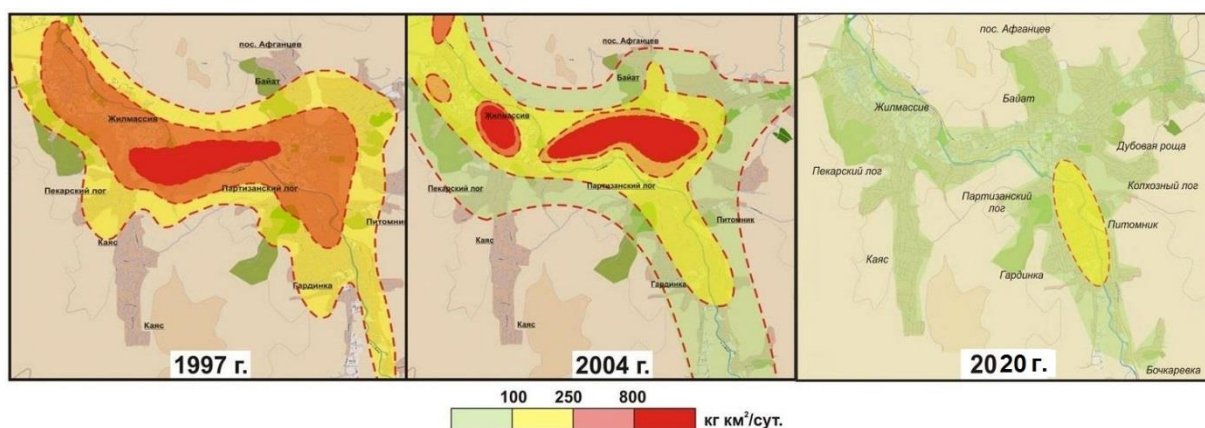 пос. Афганцев
Байат
Жилмассив
Пекарский лог
Партизанский лог
Питомник
Каяс
Гардинка
Каяс
1997 г.
пос. Афганцев
Байат
Жилмассив
Пекарский лог
Партизанский лог
Питомник
Каяс
Гардинка
Каяс
2004 г.
пос. Афганцев
Байат
Жилмассив
Дубовая роща
Пекарский лог
Колхозный лог
Партизанский
лог
Питомник
Каяс
Гардинка
Бочкаревка
2020 г.
100 250 800
кг км²/сут.